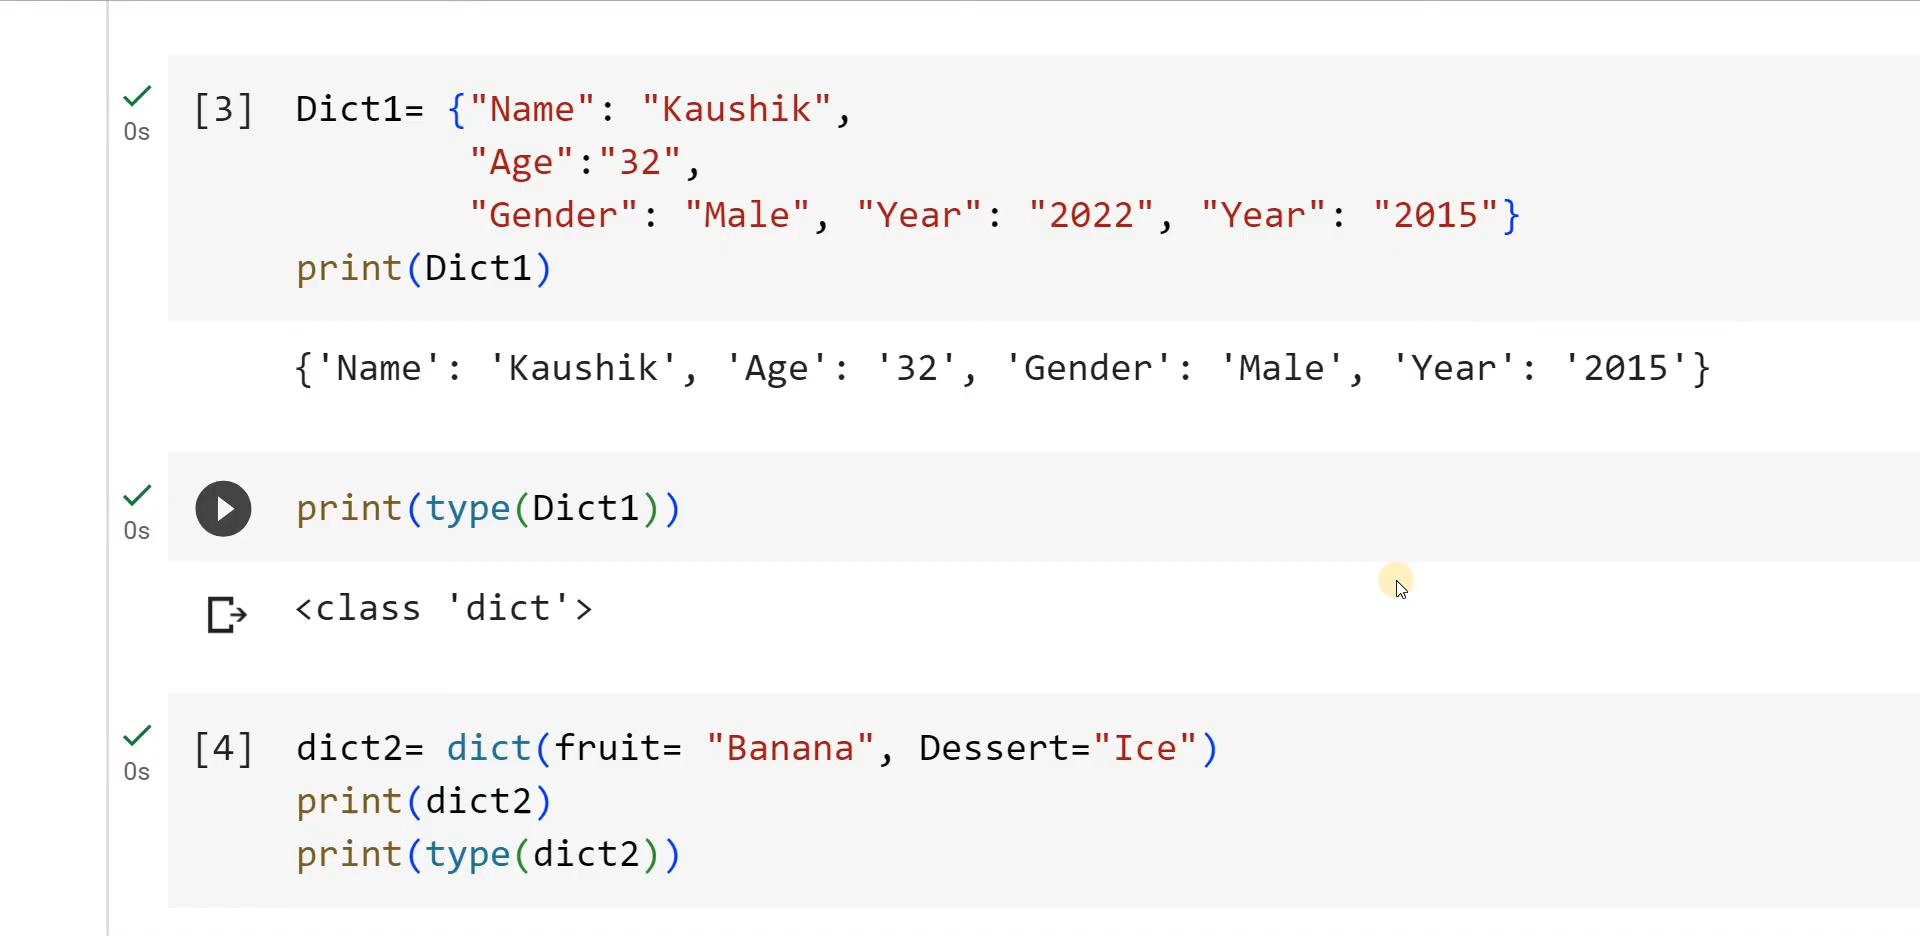 [3] Dict1= {"Name": "Kaushik",
"Age":"32",
"Gender": "Male", "Year": "2022", "Year": "2015"}
print(Dict1)
0s
{'Name': 'Kaushik', 'Age': '32', 'Gender': 'Male', 'Year': '2015'}
print(type(Dict1))
0s
<class 'dict'>
[4] dict2= dict(fruit= "Banana", Dessert="Ice")
0s
print(dict2)
print(type(dict2))